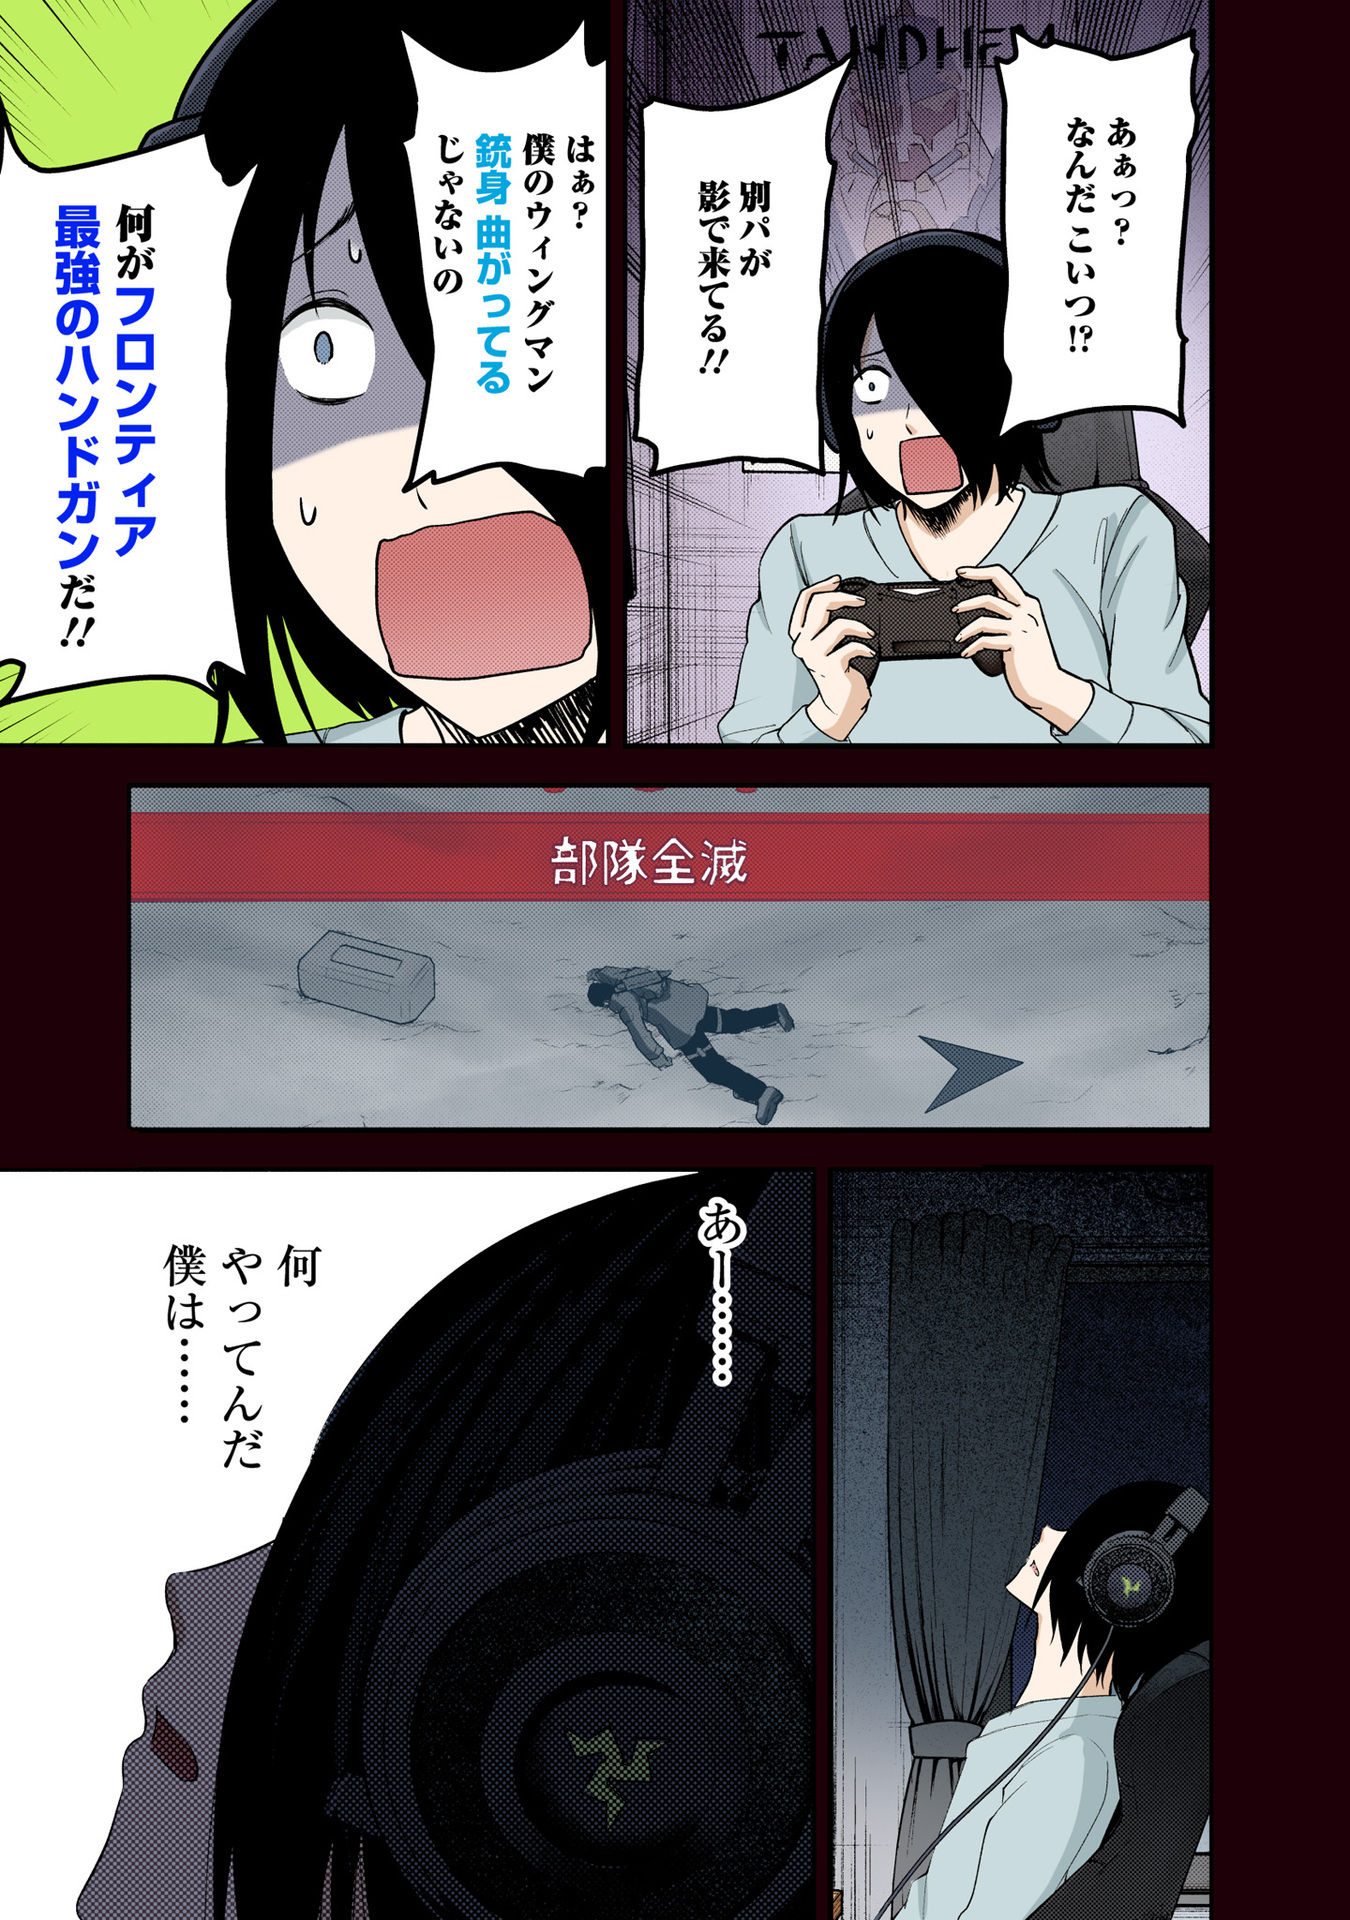 TANDHEM
あぁっ?
なんだこいつ!?
別パが
影で来てる!!
はぁ?
僕のウィングマン
銃身曲がってる
じゃないの
何がフロンティア
最強のハンドガンだ!!
部隊全滅
あー………
何
やってんだ
僕は……